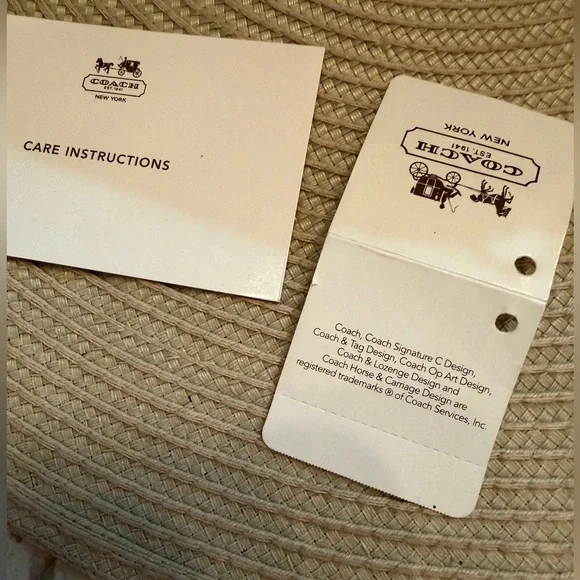 COACH
EST. 1941
NEW YORK
CARE INSTRUCTIONS
COACH
EST. 1941
NEW YORK
Coach, Coach Signature C Design,
Coach & Tag Design, Coach Op Art Design,
Coach & Lozenge Design and
Coach Horse & Carriage Design are
registered trademarks ® of Coach Services, Inc.